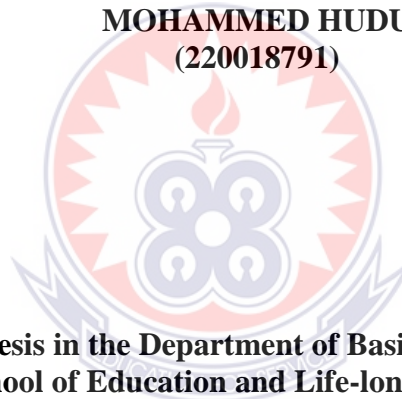 MOHAMMED HUDU
(220018791)
esis in the Department of Basi
ool of Education and Life-lon